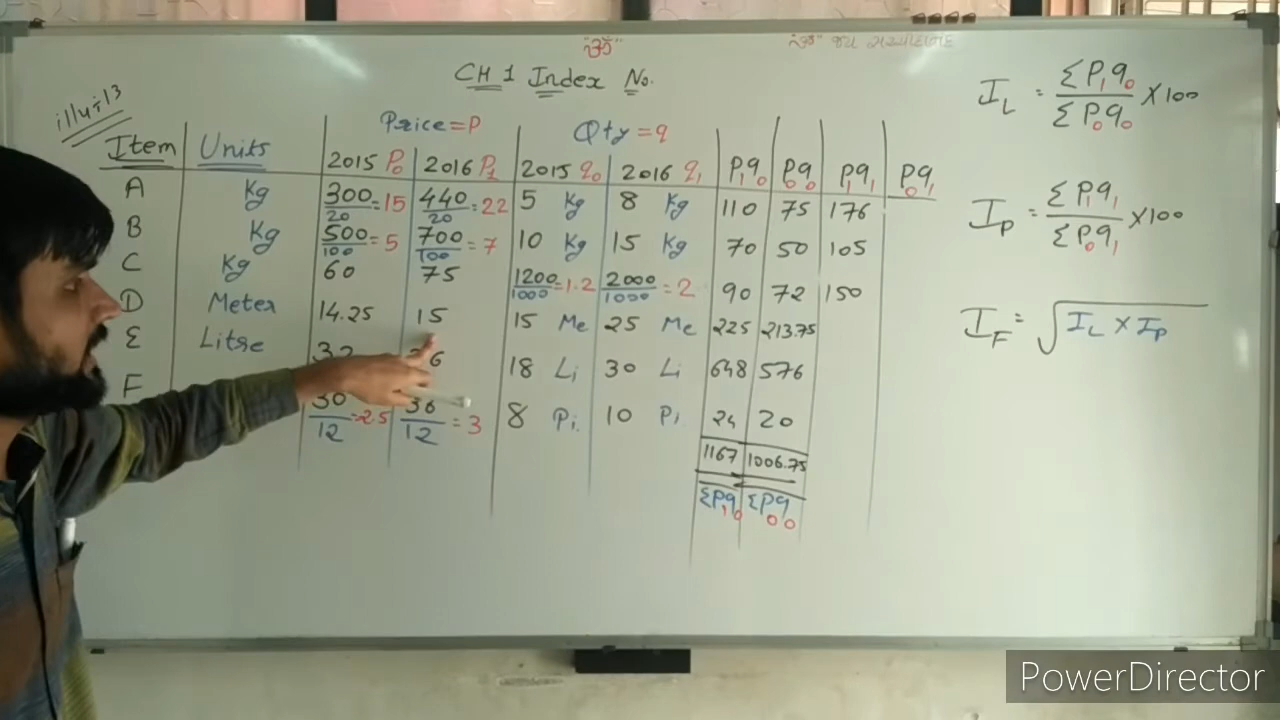 "ॐ"
"ॐ" જય
CH 1 Index No.
illu:13
Item Units Price = P Qty = q
2015 P0 2016 P1 2015 q0 2016 q1 P1q0 P0q0 P1q1 P0q1
A Kg 300/20 = 15 440/20 = 22 5 Kg 8 Kg 110 75 176
B Kg 500/100 = 5 700/100 = 7 10 Kg 15 Kg 70 50 105
C Kg 60 75 1200/1000 = 1.2 2000/1000 = 2 90 72 150
D Meter 14.25 15 15 Me 25 Me 225 213.75
E Litre 32 36 18 Li 30 Li 648 576
F 30/12 = 2.5 36/12 = 3 8 Pi. 10 Pi 24 20
1167 1006.75
ΣP1q0 ΣP0q0
IL = ΣP1q0/ΣP0q0 × 100
IP = ΣP1q1/ΣP0q1 × 100
IF = √IL × IP
PowerDirector